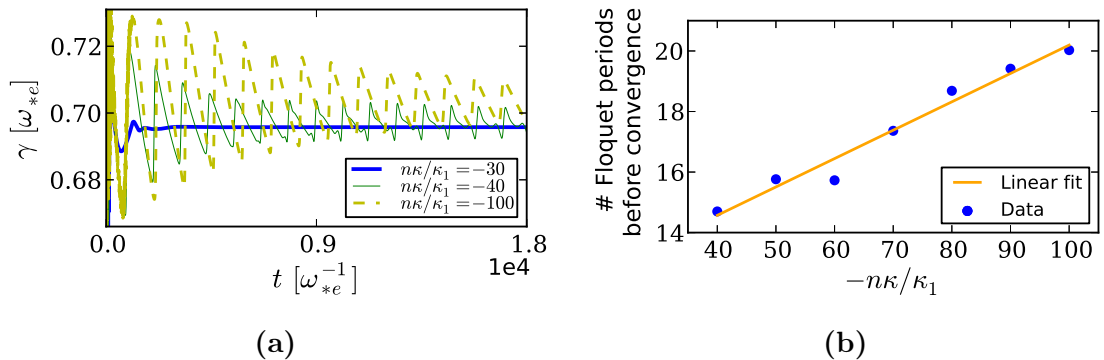 γ [ω*e]
0.72
0.70
0.68
nκ/κ1 = −30
nκ/κ1 = −40
nκ/κ1 = −100
0.0
0.9
1.8
1e4
t [ω*e^−1]
(a)
# Floquet periods
before convergence
20
18
16
14
Linear fit
Data
40
50
60
70
80
90
100
−nκ/κ1
(b)